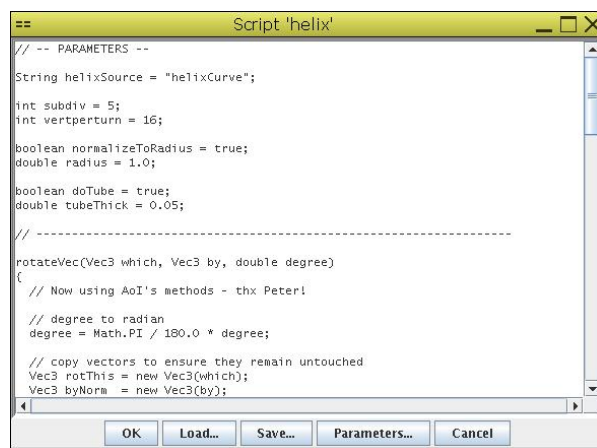 Script 'helix'
// -- PARAMETERS --
String helixSource = "helixCurve";
int subdiv = 5;
int vertperturn = 16;
boolean normalizeToRadius = true;
double radius = 1.0;
boolean doTube = true;
double tubeThick = 0.05;
// ------------------------------------------------------------------
rotateVec(Vec3 which, Vec3 by, double degree)
{
// Now using AoI's methods - thx Peter!
// degree to radian
degree = Math.PI / 180.0 * degree;
// copy vectors to ensure they remain untouched
Vec3 rotThis = new Vec3(which);
Vec3 byNorm  = new Vec3(by);
OK Load... Save... Parameters... Cancel